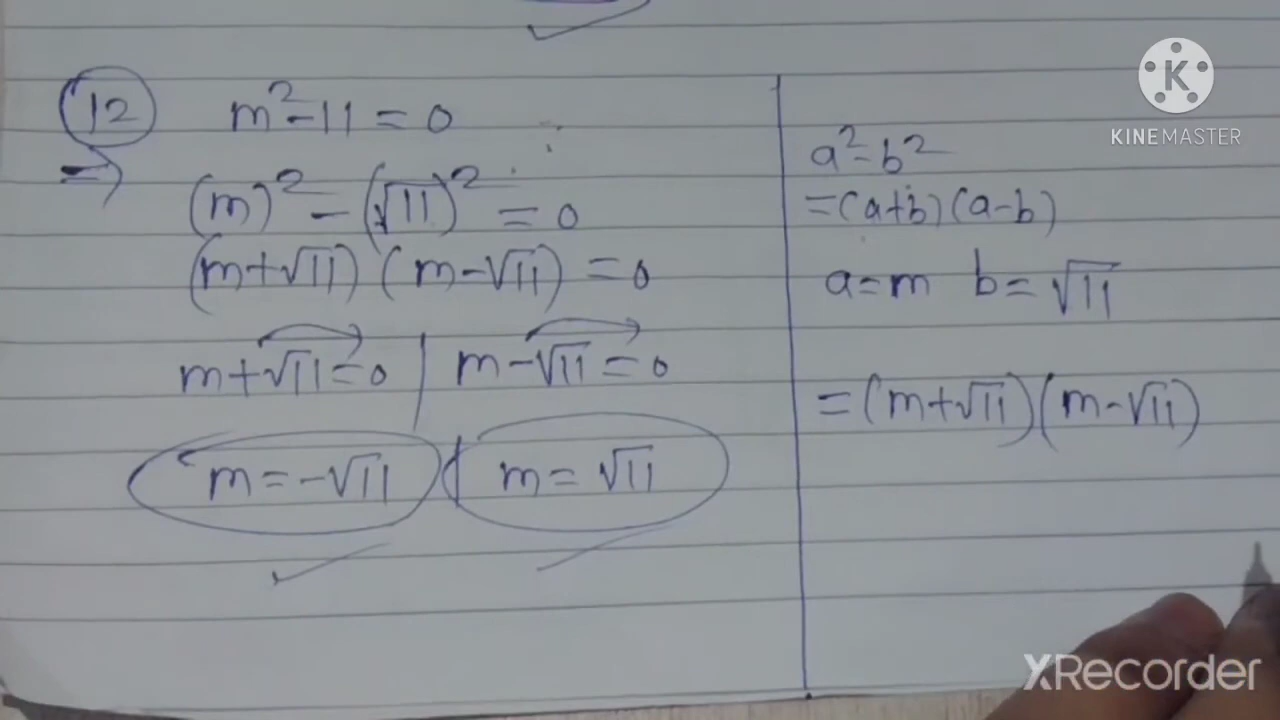 12 m²-11=0
=> (m)² - (√11)² = 0
(m+√11) (m-√11) = 0
m+√11=0 | m-√11=0
m=-√11 | m=√11
a²-b²
=(a+b)(a-b)
a=m b=√11
=(m+√11)(m-√11)
K
KINEMASTER
XRecorder